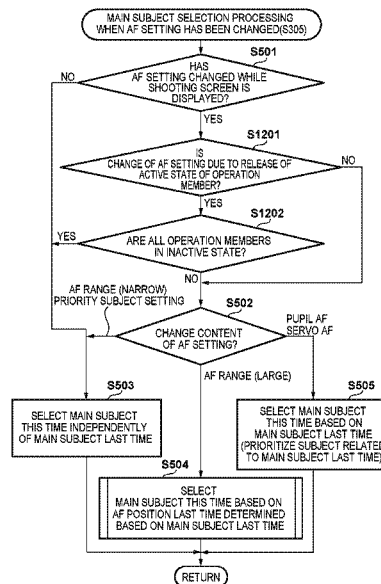 MAIN SUBJECT SELECTION PROCESSING
WHEN AF SETTING HAS BEEN CHANGED(S305)
S501
HAS
AF SETTING CHANGED WHILE
SHOOTING SCREEN IS
DISPLAYED?
NO
YES
S1201
IS
CHANGE OF AF SETTING DUE TO RELEASE OF
ACTIVE STATE OF OPERATION
MEMBER?
NO
YES
S1202
ARE ALL OPERATION MEMBERS
IN INACTIVE STATE?
YES
NO
AF RANGE (NARROW)
PRIORITY SUBJECT SETTING
S502
CHANGE CONTENT
OF AF SETTING?
PUPIL AF
SERVO AF
AF RANGE (LARGE)
S503
SELECT MAIN SUBJECT
THIS TIME INDEPENDENTLY
OF MAIN SUBJECT LAST TIME
S505
SELECT MAIN SUBJECT
THIS TIME BASED ON
MAIN SUBJECT LAST TIME
(PRIORITIZE SUBJECT RELATED
TO MAIN SUBJECT LAST TIME)
S504
SELECT
MAIN SUBJECT THIS TIME BASED ON
AF POSITION LAST TIME DETERMINED
BASED ON MAIN SUBJECT LAST TIME
RETURN